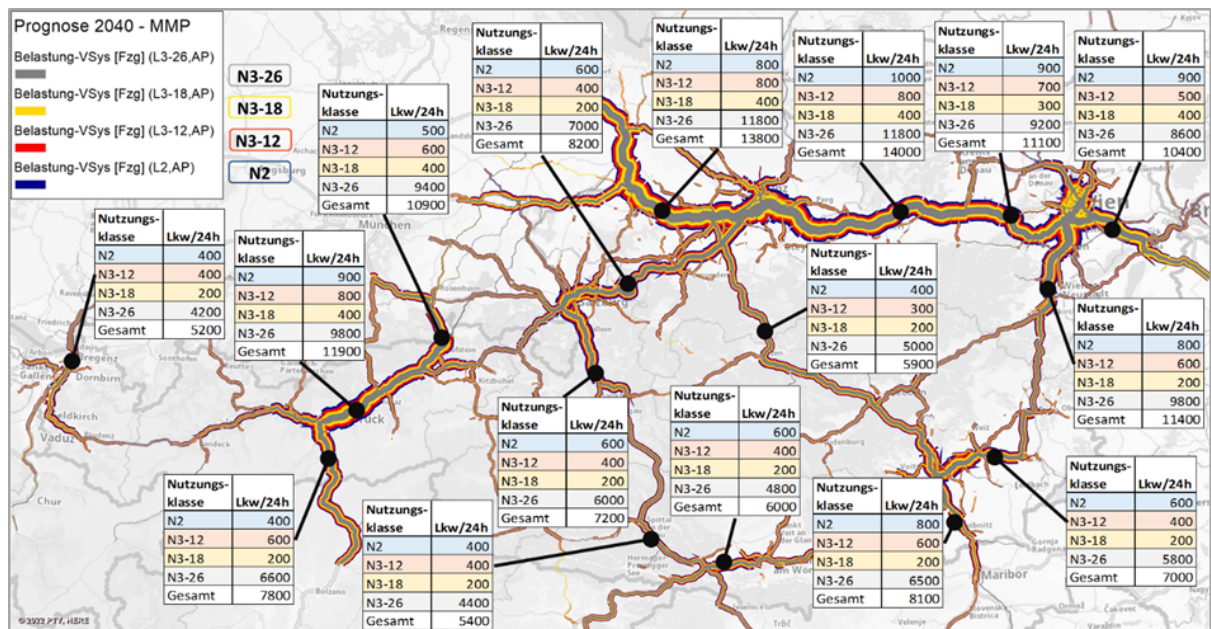 Prognose 2040 - MMP
Belastung-VSys [Fzg] (L3-26,AP)
Belastung-VSys [Fzg] (L3-18,AP)
Belastung-VSys [Fzg] (L3-12,AP)
Belastung-VSys [Fzg] (L2,AP)
N3-26
N3-18
N3-12
N2
Nutzungs-
klasse Lkw/24h
N2 500
N3-12 600
N3-18 400
N3-26 9400
Gesamt 10900
Nutzungs-
klasse Lkw/24h
N2 600
N3-12 400
N3-18 200
N3-26 7000
Gesamt 8200
Nutzungs-
klasse Lkw/24h
N2 800
N3-12 800
N3-18 400
N3-26 11800
Gesamt 13800
Nutzungs-
klasse Lkw/24h
N2 1000
N3-12 800
N3-18 400
N3-26 11800
Gesamt 14000
Nutzungs-
klasse Lkw/24h
N2 900
N3-12 700
N3-18 300
N3-26 9200
Gesamt 11100
Nutzungs-
klasse Lkw/24h
N2 900
N3-12 500
N3-18 400
N3-26 8600
Gesamt 10400
Nutzungs-
klasse Lkw/24h
N2 400
N3-12 400
N3-18 200
N3-26 4200
Gesamt 5200
Nutzungs-
klasse Lkw/24h
N2 900
N3-12 800
N3-18 400
N3-26 9800
Gesamt 11900
Nutzungs-
klasse Lkw/24h
N2 400
N3-12 300
N3-18 200
N3-26 5000
Gesamt 5900
Nutzungs-
klasse Lkw/24h
N2 800
N3-12 600
N3-18 200
N3-26 9800
Gesamt 11400
Nutzungs-
klasse Lkw/24h
N2 400
N3-12 600
N3-18 200
N3-26 6600
Gesamt 7800
Nutzungs-
klasse Lkw/24h
N2 400
N3-12 400
N3-18 200
N3-26 4400
Gesamt 5400
Nutzungs-
klasse Lkw/24h
N2 600
N3-12 400
N3-18 200
N3-26 6000
Gesamt 7200
Nutzungs-
klasse Lkw/24h
N2 600
N3-12 400
N3-18 200
N3-26 4800
Gesamt 6000
Nutzungs-
klasse Lkw/24h
N2 800
N3-12 600
N3-18 200
N3-26 6500
Gesamt 8100
Nutzungs-
klasse Lkw/24h
N2 600
N3-12 400
N3-18 200
N3-26 5800
Gesamt 7000
München
Rosenheim
Kitzbühel
Sonthofen
Bregenz
Dornbirn
Feldkirch
Vaduz
Bludenz
Landeck
Chur
Bolzano
Maribor
Velenje
Ptuj
Čakovec
Varaždin
Jesenice
Tržič
Weiz
© 2022 PTV, HERE